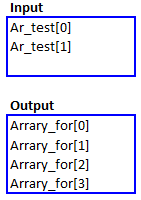 Input
Ar_test[0]
Ar_test[1]
Output
Arrary_for[0]
Arrary_for[1]
Arrary_for[2]
Arrary_for[3]